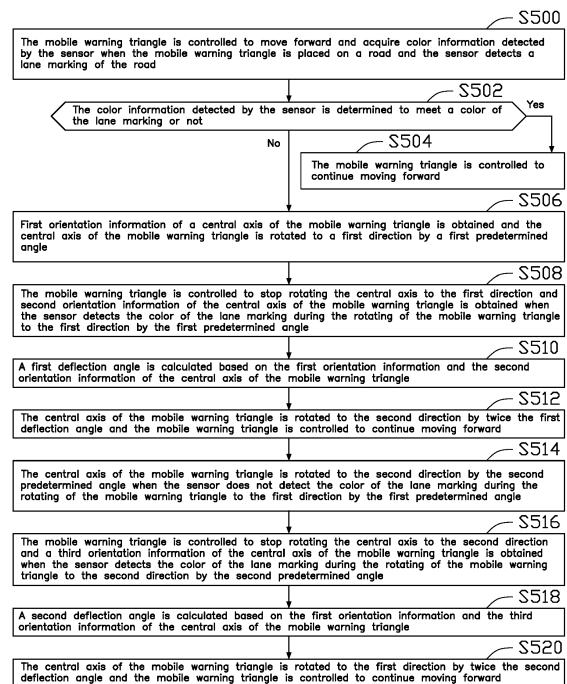 S500
The mobile warning triangle is controlled to move forward and acquire color information detected
by the sensor when the mobile warning triangle is placed on a road and the sensor detects a
lane marking of the road
S502
The color information detected by the sensor is determined to meet a color of
the lane marking or not
Yes
No
S504
The mobile warning triangle is controlled to
continue moving forward
S506
First orientation information of a central axis of the mobile warning triangle is obtained and the
central axis of the mobile warning triangle is rotated to a first direction by a first predetermined
angle
S508
The mobile warning triangle is controlled to stop rotating the central axis to the first direction and
second orientation information of the central axis of the mobile warning triangle is obtained when
the sensor detects the color of the lane marking during the rotating of the mobile warning triangle
to the first direction by the first predetermined angle
S510
A first deflection angle is calculated based on the first orientation information and the second
orientation information of the central axis of the mobile warning triangle
S512
The central axis of the mobile warning triangle is rotated to the second direction by twice the first
deflection angle and the mobile warning triangle is controlled to continue moving forward
S514
The central axis of the mobile warning triangle is rotated to the second direction by the second
predetermined angle when the sensor does not detect the color of the lane marking during the
rotating of the mobile warning triangle to the first direction by the first predetermined angle
S516
The mobile warning triangle is controlled to stop rotating the central axis to the second direction
and a third orientation information of the central axis of the mobile warning triangle is obtained
when the sensor detects the color of the lane marking during the rotating of the mobile warning
triangle to the second direction by the second predetermined angle
S518
A second deflection angle is calculated based on the first orientation information and the third
orientation information of the central axis of the mobile warning triangle
S520
The central axis of the mobile warning triangle is rotated to the first direction by twice the second
deflection angle and the mobile warning triangle is controlled to continue moving forward